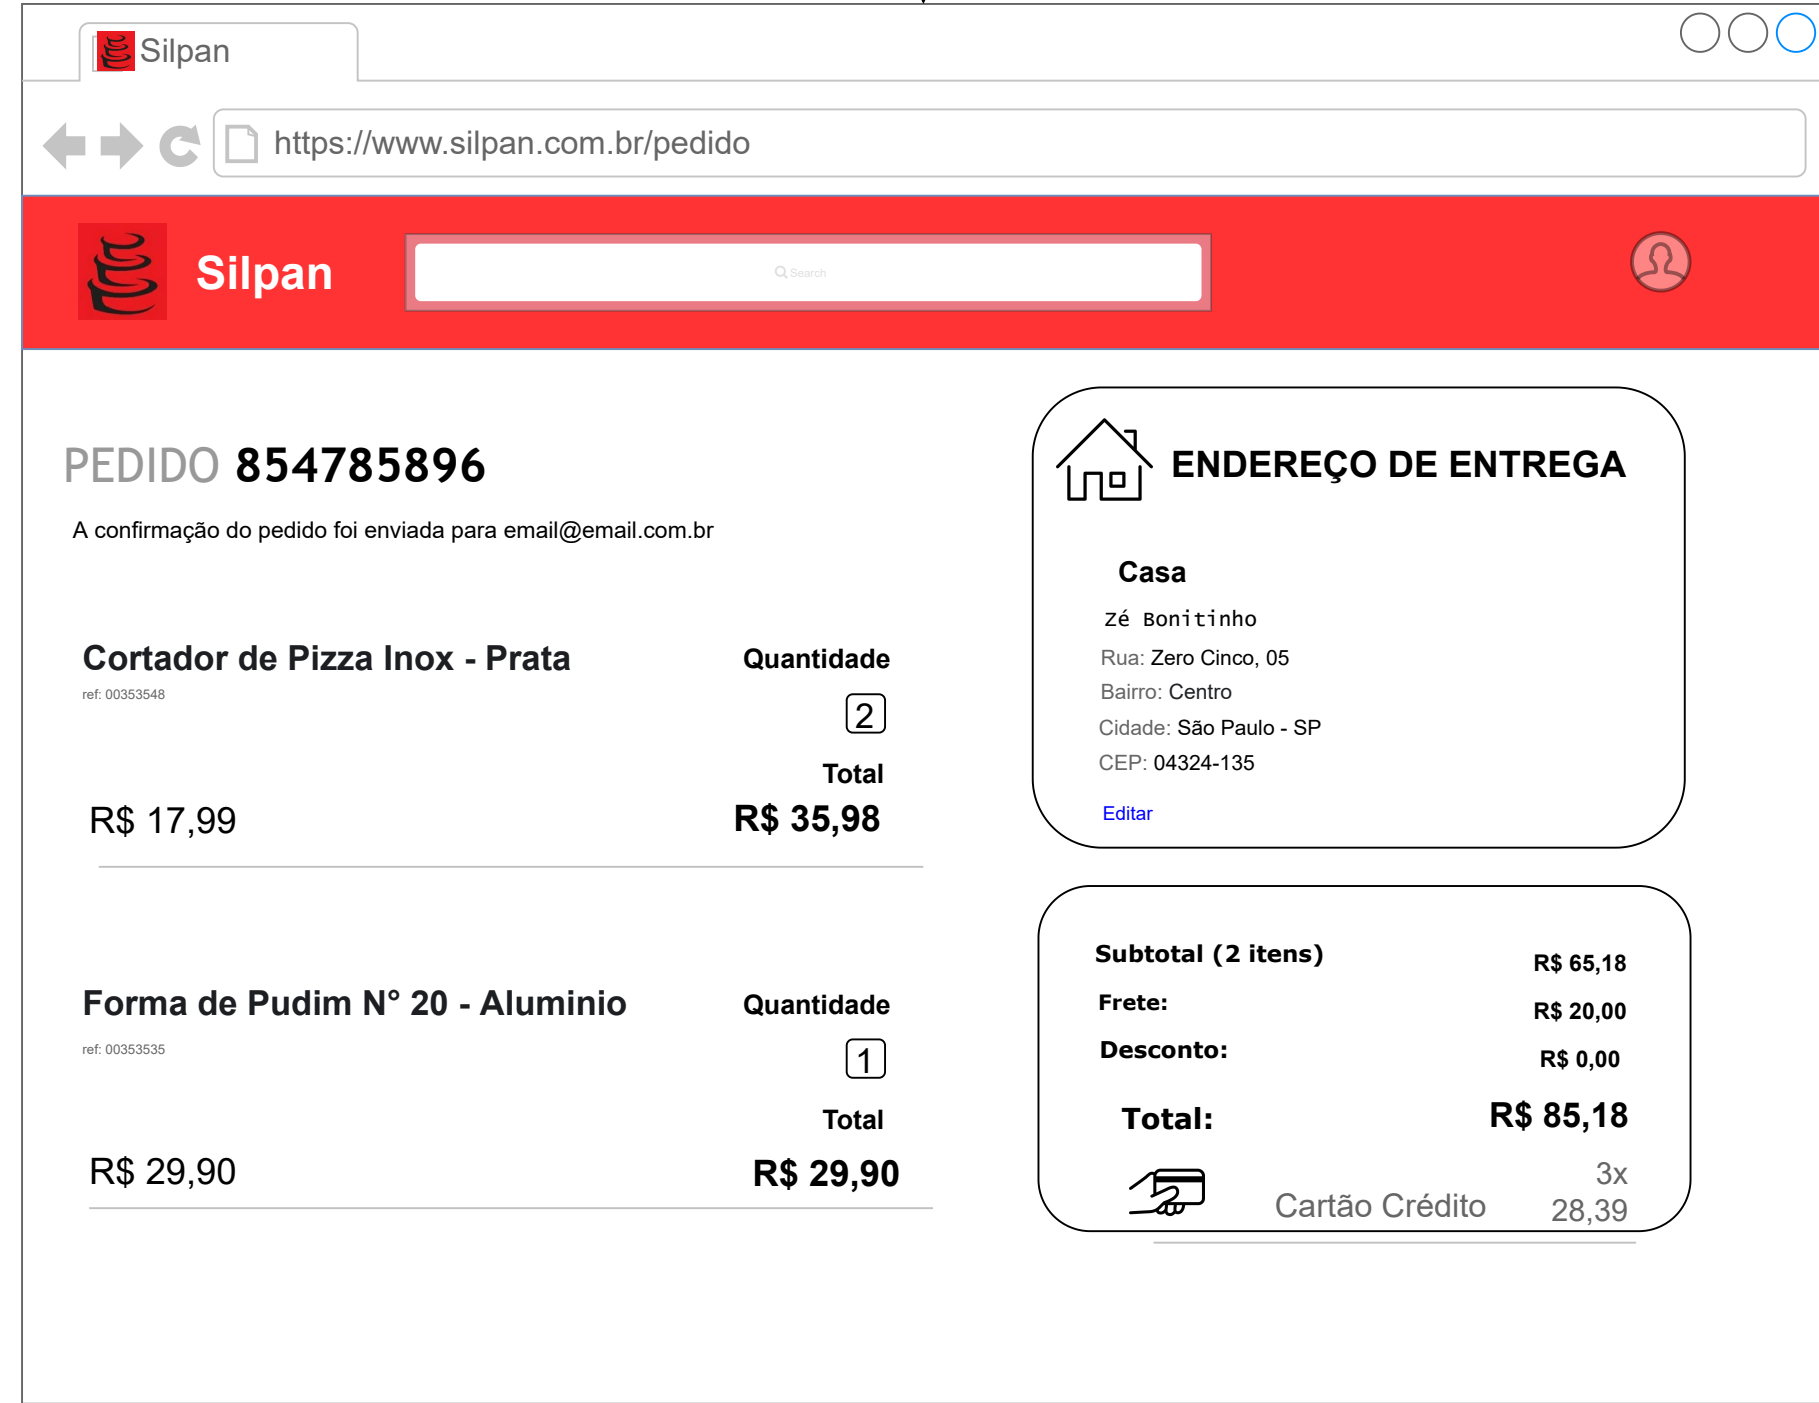 Silpan
https://www.silpan.com.br/pedido
Silpan
Search
PEDIDO 854785896
A confirmação do pedido foi enviada para email@email.com.br
Cortador de Pizza Inox - Prata
ref: 00353548
Quantidade
2
Total
R$ 17,99
R$ 35,98
Forma de Pudim N° 20 - Aluminio
ref: 00353535
Quantidade
1
Total
R$ 29,90
R$ 29,90
ENDEREÇO DE ENTREGA
Casa
Zé Bonitinho
Rua: Zero Cinco, 05
Bairro: Centro
Cidade: São Paulo - SP
CEP: 04324-135
Editar
Subtotal (2 itens) R$ 65,18
Frete: R$ 20,00
Desconto: R$ 0,00
Total: R$ 85,18
Cartão Crédito
3x
28,39